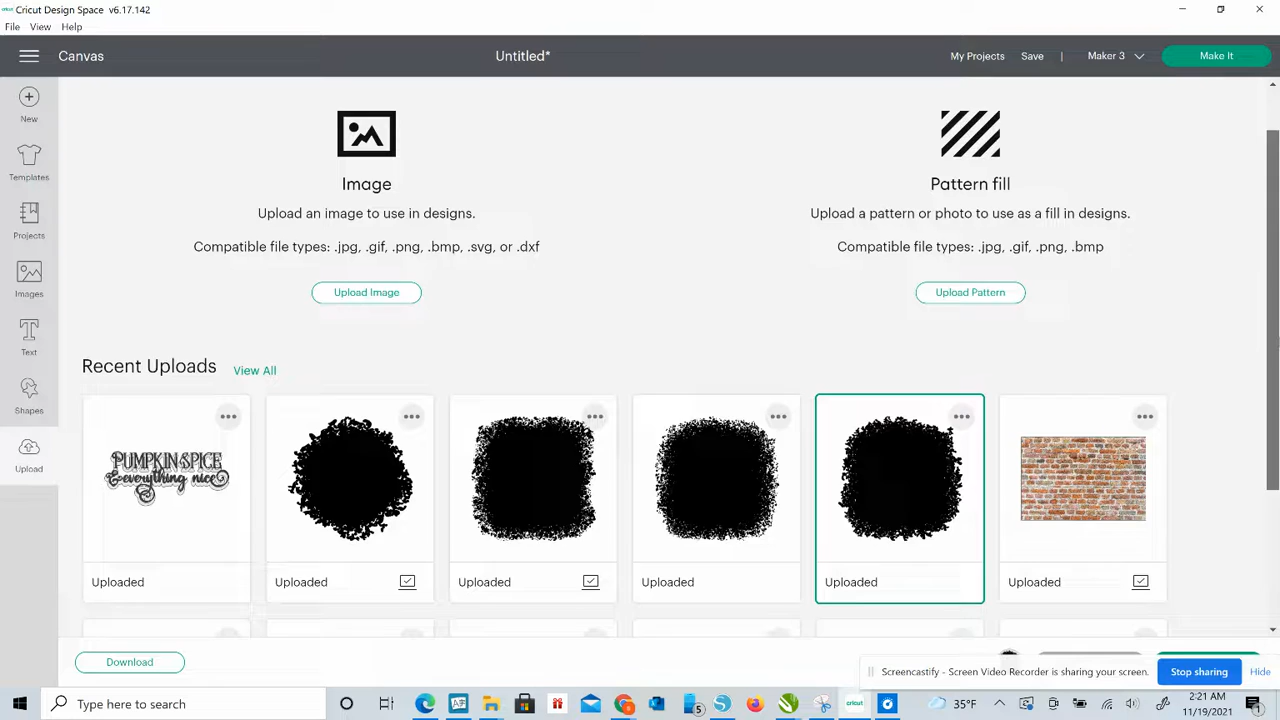 Cricut Design Space v6.17.142
File View Help
Canvas
Untitled*
My Projects Save | Maker 3 Make It
New
Templates
Projects
Images
Text
Shapes
Upload
Image
Upload an image to use in designs.
Compatible file types: .jpg, .gif, .png, .bmp, .svg, or .dxf
Upload Image
Pattern fill
Upload a pattern or photo to use as a fill in designs.
Compatible file types: .jpg, .gif, .png, .bmp
Upload Pattern
Recent Uploads View All
PUMPKIN SPICE
& everything nice
Uploaded
Uploaded
Uploaded
Uploaded
Uploaded
Uploaded
Download
Screencastify - Screen Video Recorder is sharing your screen.
Stop sharing
Hide
Type here to search
cricut
5
35°F
2:21 AM
11/19/2021
1